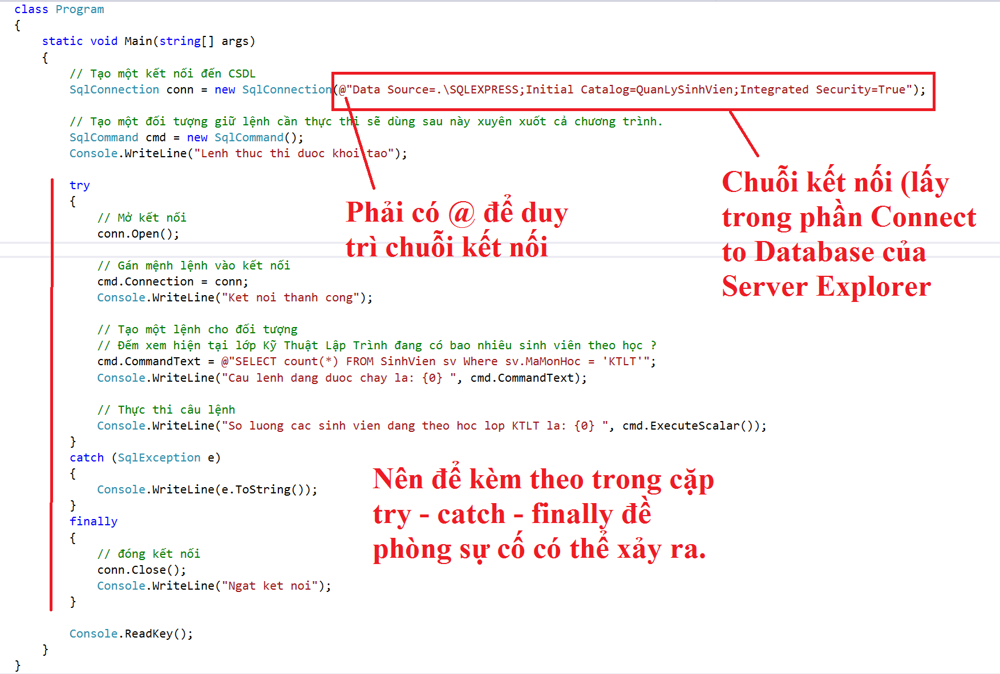 class Program
{
static void Main(string[] args)
{
// Tạo một kết nối đến CSDL
SqlConnection conn = new SqlConnection(@"Data Source=.\SQLEXPRESS;Initial Catalog=QuanLySinhVien;Integrated Security=True");
// Tạo một đối tượng giữ lệnh cần thực thi sẽ dùng sau này xuyên xuốt cả chương trình.
SqlCommand cmd = new SqlCommand();
Console.WriteLine("Lenh thuc thi duoc khoi tao");
try
{
// Mở kết nối
conn.Open();
// Gán mệnh lệnh vào kết nối
cmd.Connection = conn;
Console.WriteLine("Ket noi thanh cong");
// Tạo một lệnh cho đối tượng
// Đếm xem hiện tại lớp Kỹ Thuật Lập Trình đang có bao nhiêu sinh viên theo học ?
cmd.CommandText = @"SELECT count(*) FROM SinhVien sv Where sv.MaMonHoc = 'KTLT'";
Console.WriteLine("Cau lenh dang duoc chay la: {0} ", cmd.CommandText);
// Thực thi câu lệnh
Console.WriteLine("So luong cac sinh vien dang theo hoc lop KTLT la: {0} ", cmd.ExecuteScalar());
}
catch (SqlException e)
{
Console.WriteLine(e.ToString());
}
finally
{
// đóng kết nối
conn.Close();
Console.WriteLine("Ngat ket noi");
}
Console.ReadKey();
}
}
Phải có @ để duy
trì chuỗi kết nối
Chuỗi kết nối (lấy
trong phần Connect
to Database của
Server Explorer
Nên để kèm theo trong cặp
try - catch - finally đề
phòng sự cố có thể xảy ra.